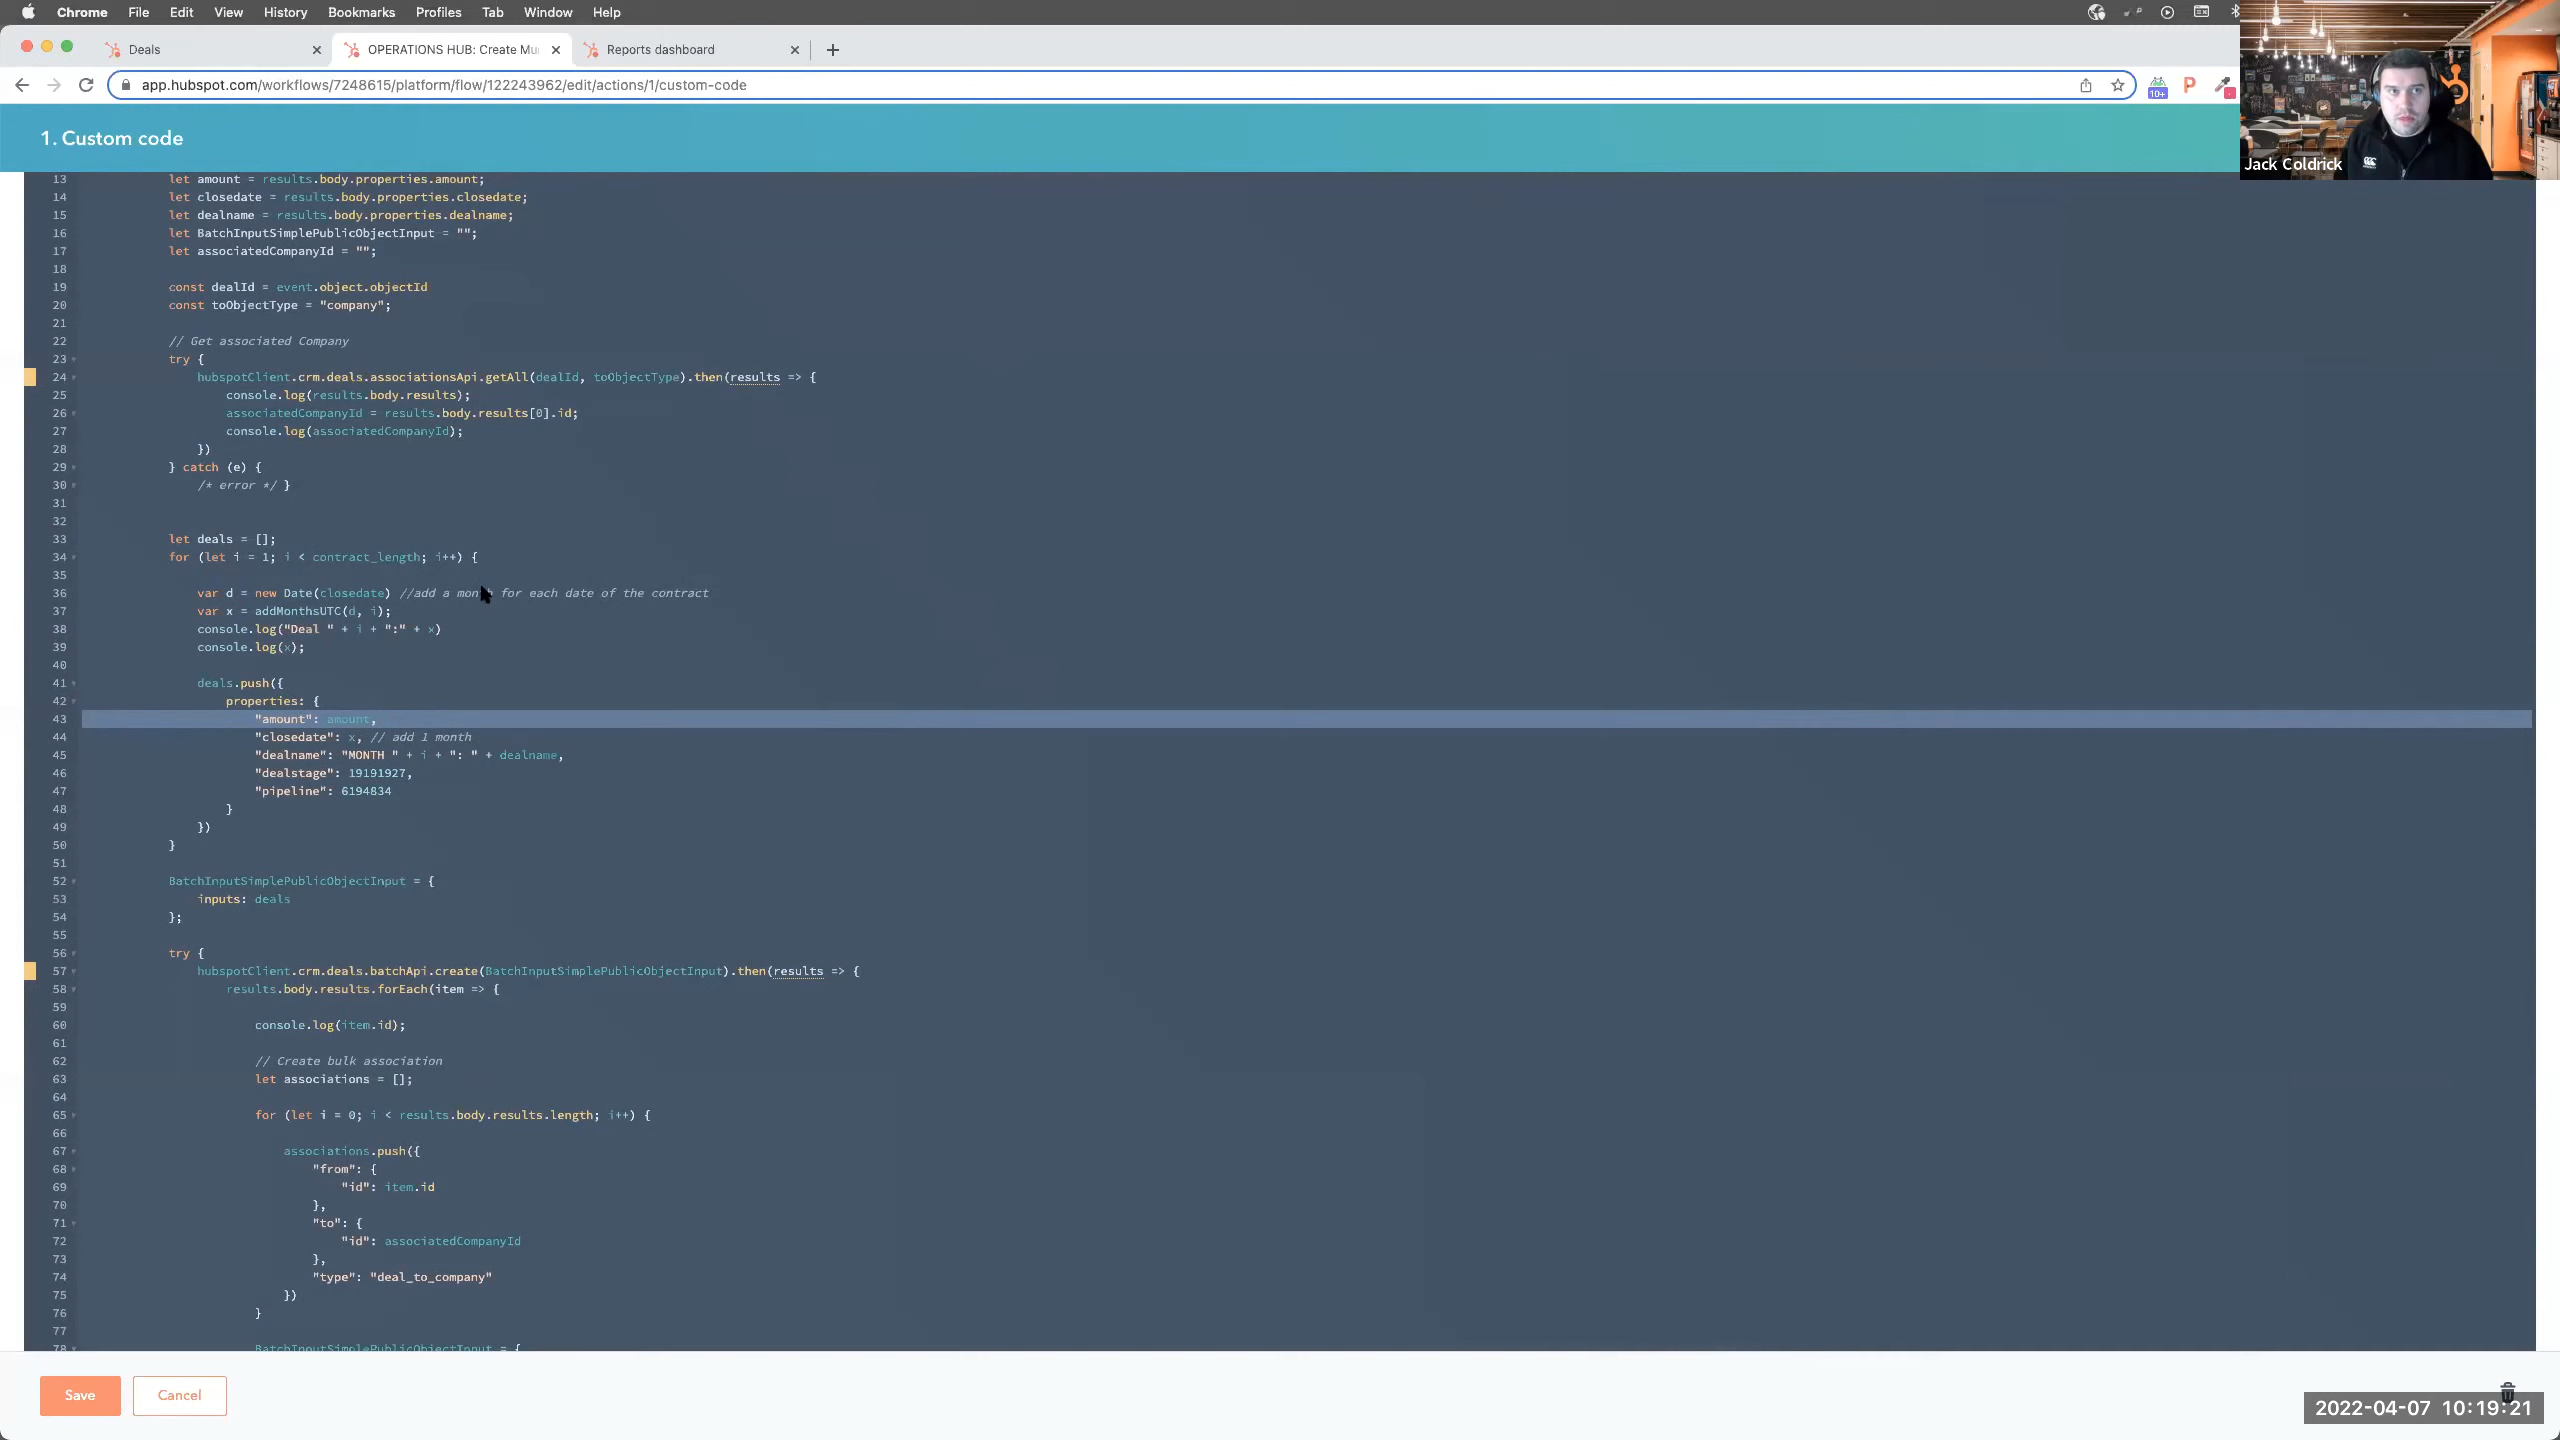 Chrome File Edit View History Bookmarks Profiles Tab Window Help
Deals
OPERATIONS HUB: Create Mu
Reports dashboard
app.hubspot.com/workflows/7248615/platform/flow/122243962/edit/actions/1/custom-code
10+
Jack Coldrick
1. Custom code
13 let amount = results.body.properties.amount;
14 let closedate = results.body.properties.closedate;
15 let dealname = results.body.properties.dealname;
16 let BatchInputSimplePublicObjectInput = "";
17 let associatedCompanyId = "";
18
19 const dealId = event.object.objectId
20 const toObjectType = "company";
21
22 // Get associated Company
23 try {
24 hubspotClient.crm.deals.associationsApi.getAll(dealId, toObjectType).then(results => {
25 console.log(results.body.results);
26 associatedCompanyId = results.body.results[0].id;
27 console.log(associatedCompanyId);
28 })
29 } catch (e) {
30 /* error */ }
31
32
33 let deals = [];
34 for (let i = 1; i < contract_length; i++) {
35
36 var d = new Date(closedate) //add a month for each date of the contract
37 var x = addMonthsUTC(d, i);
38 console.log("Deal " + i + ":" + x)
39 console.log(x);
40
41 deals.push({
42 properties: {
43 "amount": amount,
44 "closedate": x, // add 1 month
45 "dealname": "MONTH " + i + ": " + dealname,
46 "dealstage": 19191927,
47 "pipeline": 6194834
48 }
49 })
50 }
51
52 BatchInputSimplePublicObjectInput = {
53 inputs: deals
54 };
55
56 try {
57 hubspotClient.crm.deals.batchApi.create(BatchInputSimplePublicObjectInput).then(results => {
58 results.body.results.forEach(item => {
59
60 console.log(item.id);
61
62 // Create bulk association
63 let associations = [];
64
65 for (let i = 0; i < results.body.results.length; i++) {
66
67 associations.push({
68 "from": {
69 "id": item.id
70 },
71 "to": {
72 "id": associatedCompanyId
73 },
74 "type": "deal_to_company"
75 })
76 }
77
78 BatchInputSimplePublicObjectInput = {
Save
Cancel
2022-04-07 10:19:21